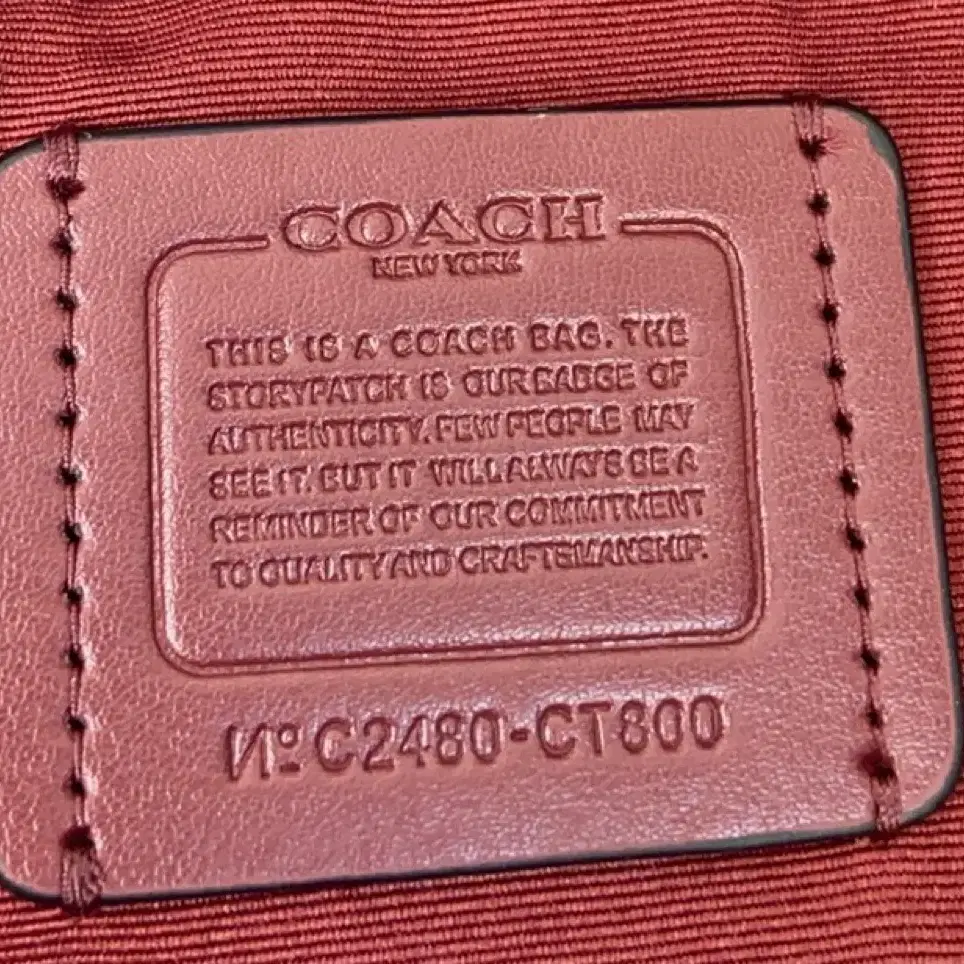 COACH
NEW YORK
THIS IS A COACH BAG. THE
STORYPATCH IS OUR BADGE OF
AUTHENTICITY. FEW PEOPLE MAY
SEE IT. BUT IT WILL ALWAYS BE A
REMINDER OF OUR COMMITMENT
TO QUALITY AND CRAFTSMANSHIP.
Nº C2480-CT800